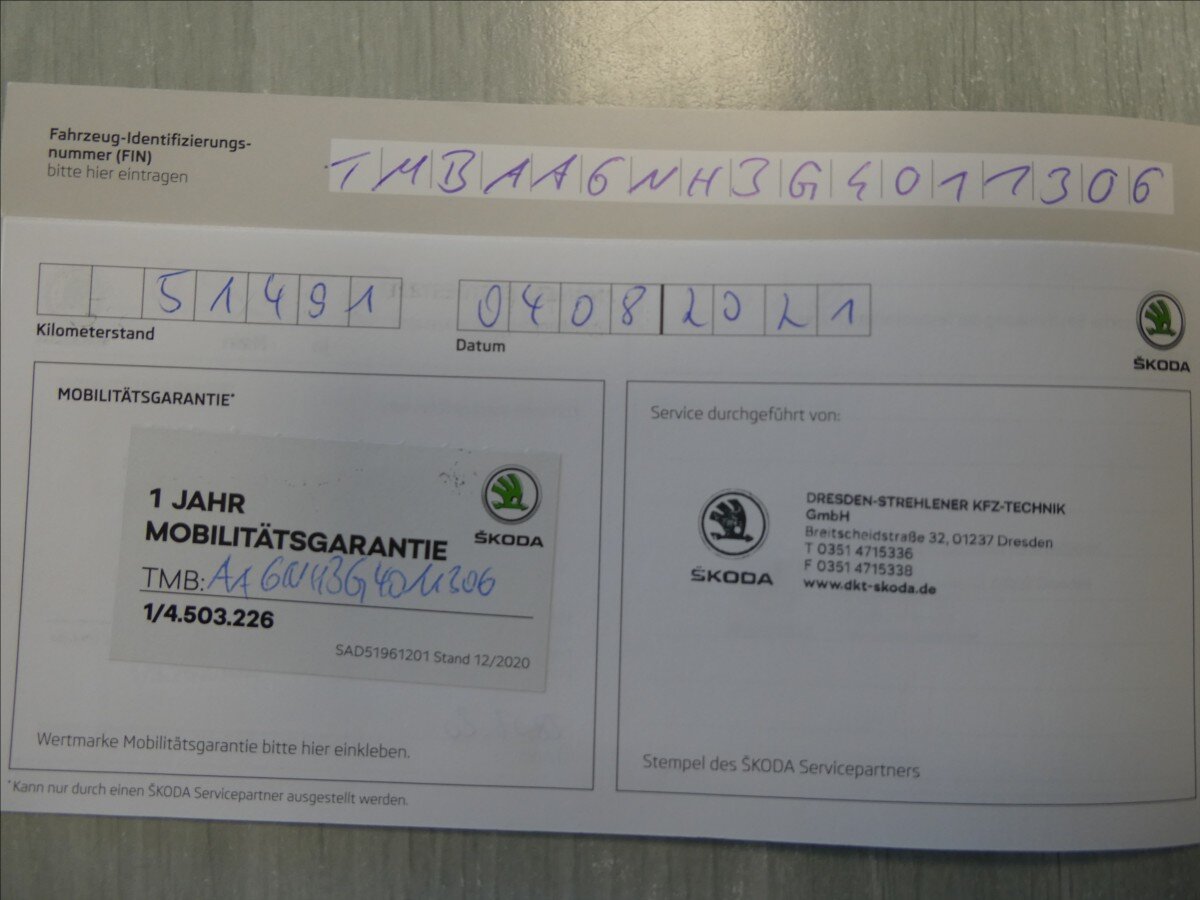 Fahrzeug-Identifizierungs-
nummer (FIN)
bitte hier eintragen
TMBAA6NH3G4011306
51491
Kilometerstand
04082021
Datum
ŠKODA
MOBILITÄTSGARANTIE*
1 JAHR
MOBILITÄTSGARANTIE
ŠKODA
TMB: AA6NH3G4011306
1/4.503.226
SAD51961201 Stand 12/2020
Wertmarke Mobilitätsgarantie bitte hier einkleben.
*Kann nur durch einen ŠKODA Servicepartner ausgestellt werden.
Service durchgeführt von:
ŠKODA
DRESDEN-STREHLENER KFZ-TECHNIK
GmbH
Breitscheidstraße 32, 01237 Dresden
T 0351 4715336
F 0351 4715338
www.dkt-skoda.de
Stempel des ŠKODA Servicepartners